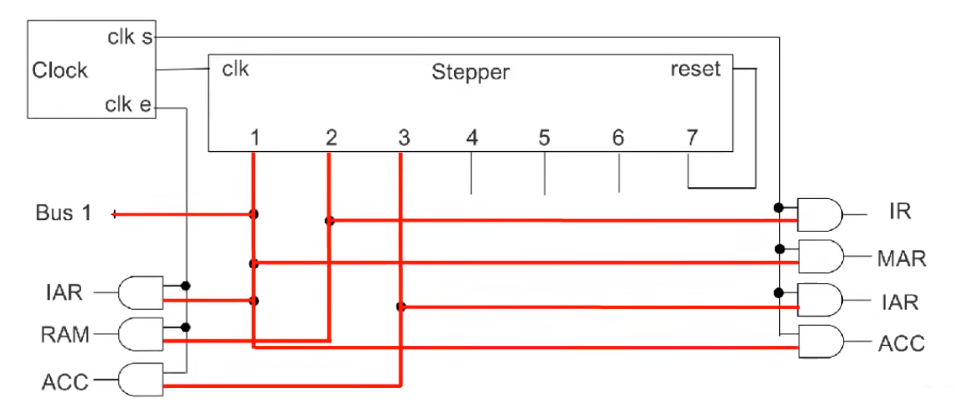 clk s
Clock
clk e
clk Stepper reset
1 2 3 4 5 6 7
Bus 1
IR
MAR
IAR
IAR
RAM
ACC
ACC